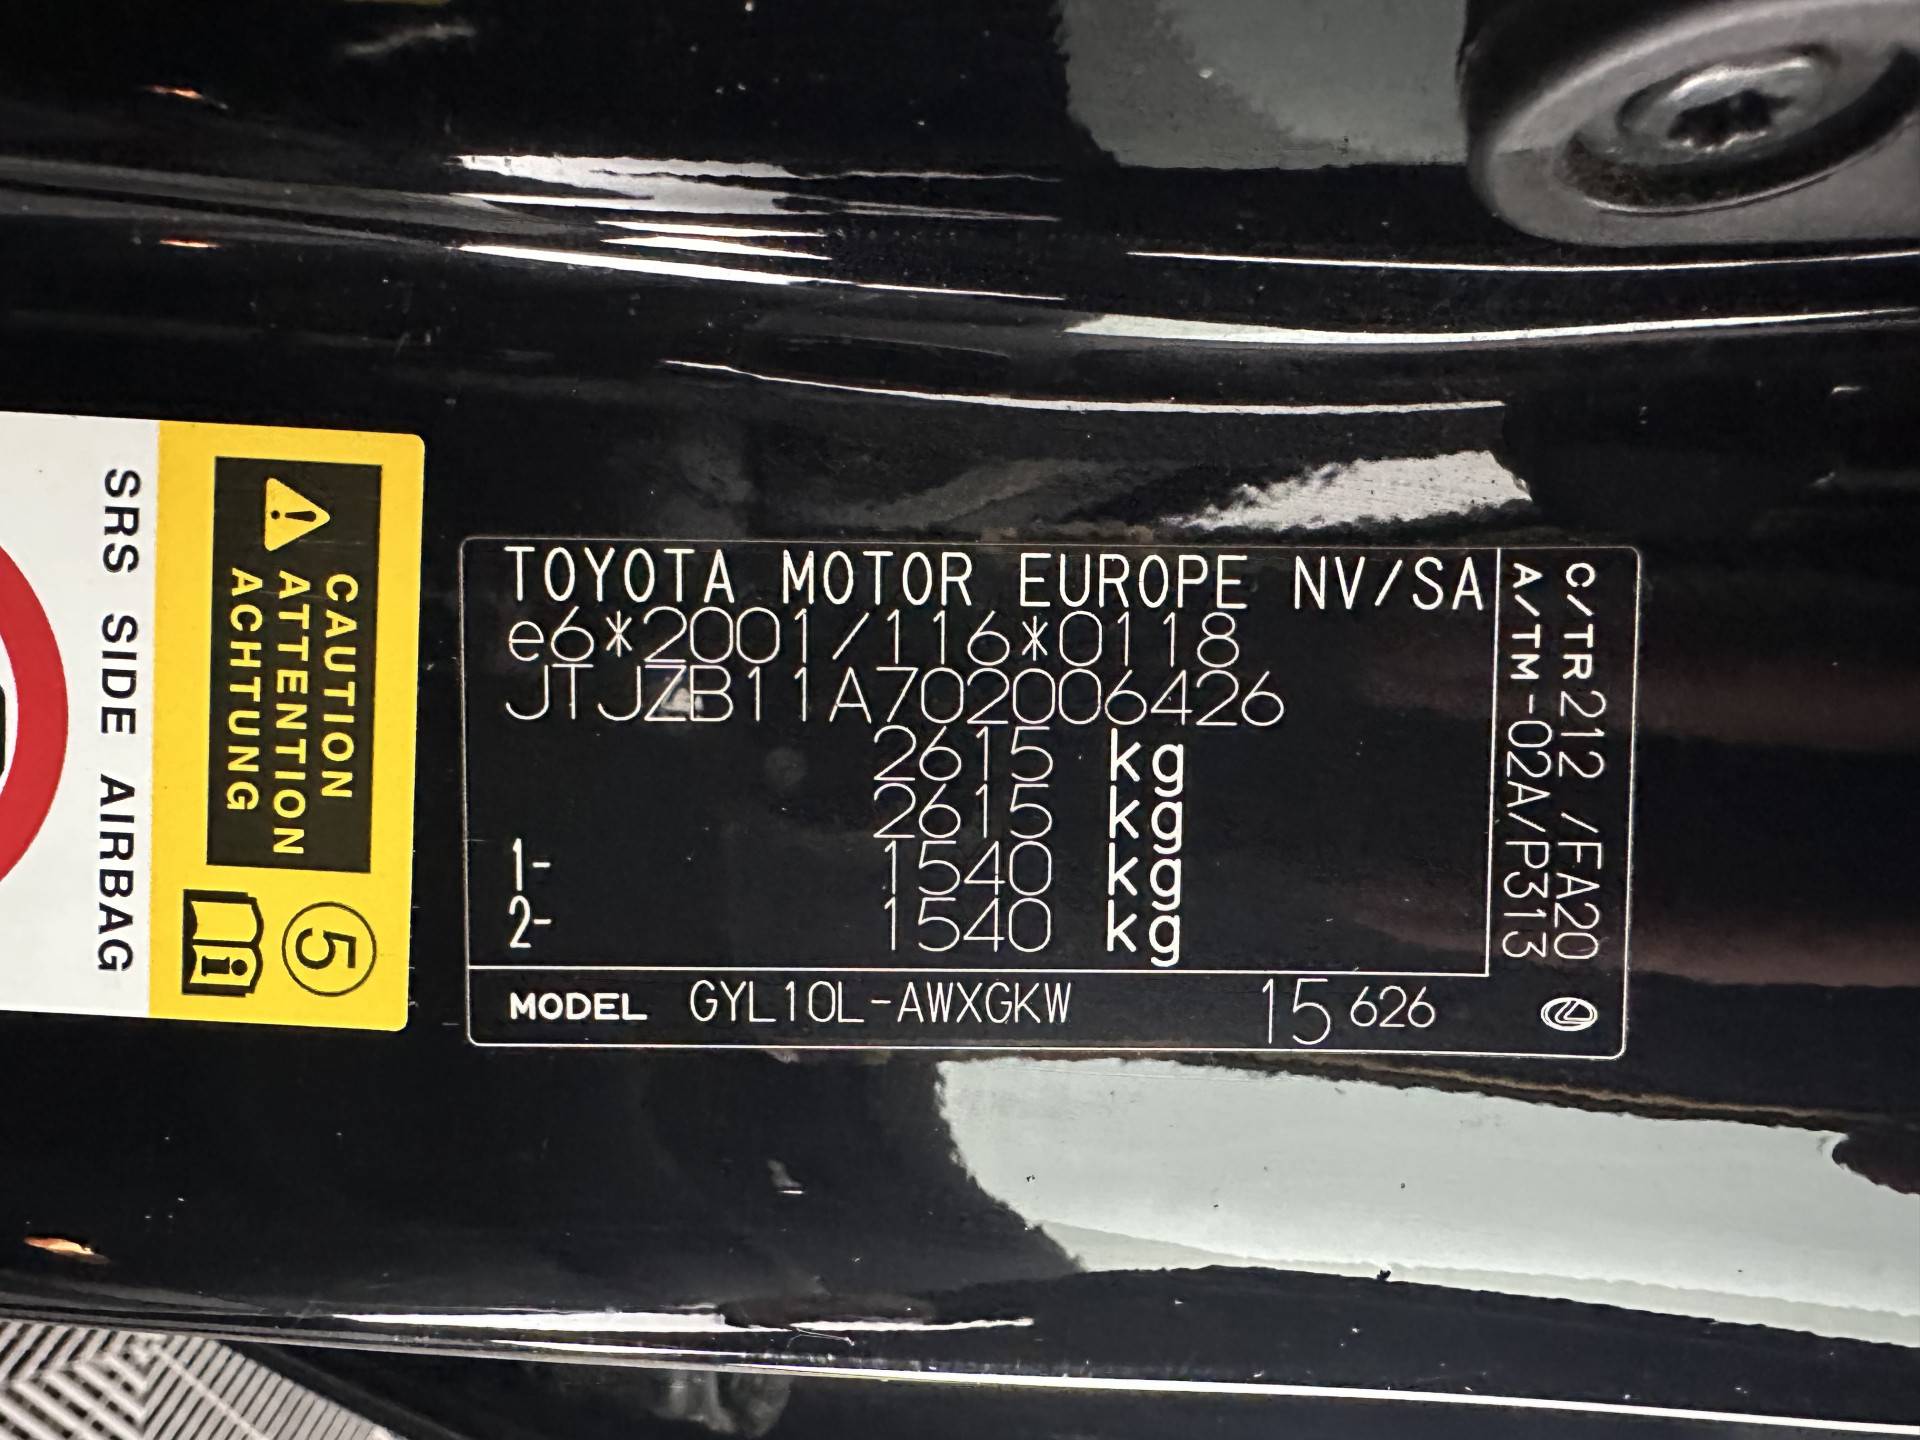 TOYOTA MOTOR EUROPE NV/SA
e6*2001/116*0118
JTJZB11A702006426
2615 kg
2615 kg
1- 1540 kg
2- 1540 kg
MODEL GYL10L-AWXGKW 15 626
C/TR212 /FA20
A/TM-02A/P313
CAUTION
ATTENTION
ACHTUNG
5
i
SRS SIDE AIRBAG